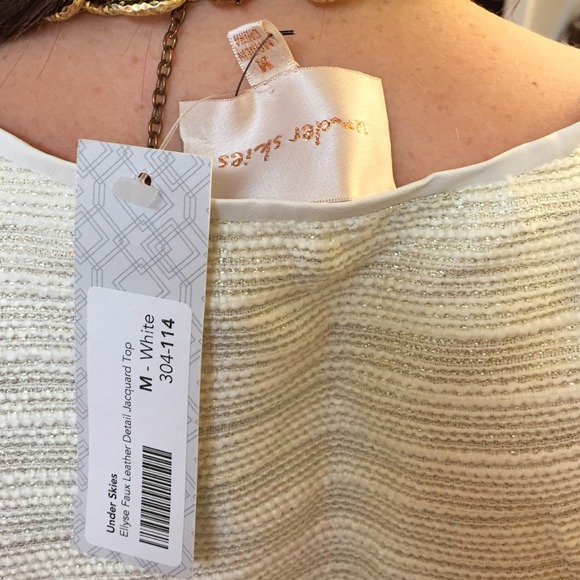 under skies
M
Under Skies
Ellyse Faux Leather Detail Jacquard Top
M - White
304-114